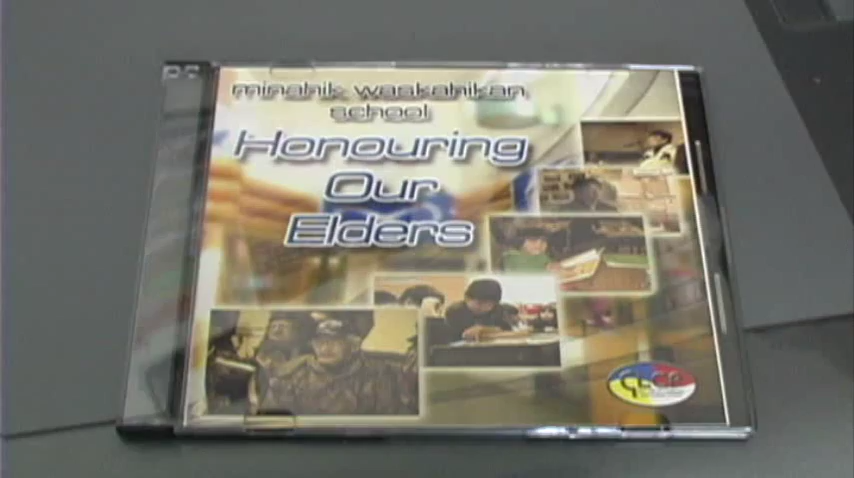 minahik waskahikan
school
Honouring
Our
Elders